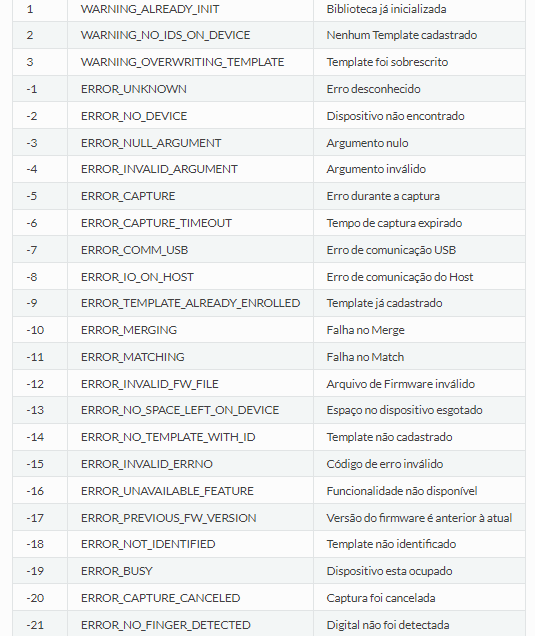 1 WARNING_ALREADY_INIT Biblioteca já inicializada
2 WARNING_NO_IDS_ON_DEVICE Nenhum Template cadastrado
3 WARNING_OVERWRITING_TEMPLATE Template foi sobrescrito
-1 ERROR_UNKNOWN Erro desconhecido
-2 ERROR_NO_DEVICE Dispositivo não encontrado
-3 ERROR_NULL_ARGUMENT Argumento nulo
-4 ERROR_INVALID_ARGUMENT Argumento inválido
-5 ERROR_CAPTURE Erro durante a captura
-6 ERROR_CAPTURE_TIMEOUT Tempo de captura expirado
-7 ERROR_COMM_USB Erro de comunicação USB
-8 ERROR_IO_ON_HOST Erro de comunicação do Host
-9 ERROR_TEMPLATE_ALREADY_ENROLLED Template já cadastrado
-10 ERROR_MERGING Falha no Merge
-11 ERROR_MATCHING Falha no Match
-12 ERROR_INVALID_FW_FILE Arquivo de Firmware inválido
-13 ERROR_NO_SPACE_LEFT_ON_DEVICE Espaço no dispositivo esgotado
-14 ERROR_NO_TEMPLATE_WITH_ID Template não cadastrado
-15 ERROR_INVALID_ERRNO Código de erro inválido
-16 ERROR_UNAVAILABLE_FEATURE Funcionalidade não disponível
-17 ERROR_PREVIOUS_FW_VERSION Versão do firmware é anterior à atual
-18 ERROR_NOT_IDENTIFIED Template não identificado
-19 ERROR_BUSY Dispositivo esta ocupado
-20 ERROR_CAPTURE_CANCELED Captura foi cancelada
-21 ERROR_NO_FINGER_DETECTED Digital não foi detectada